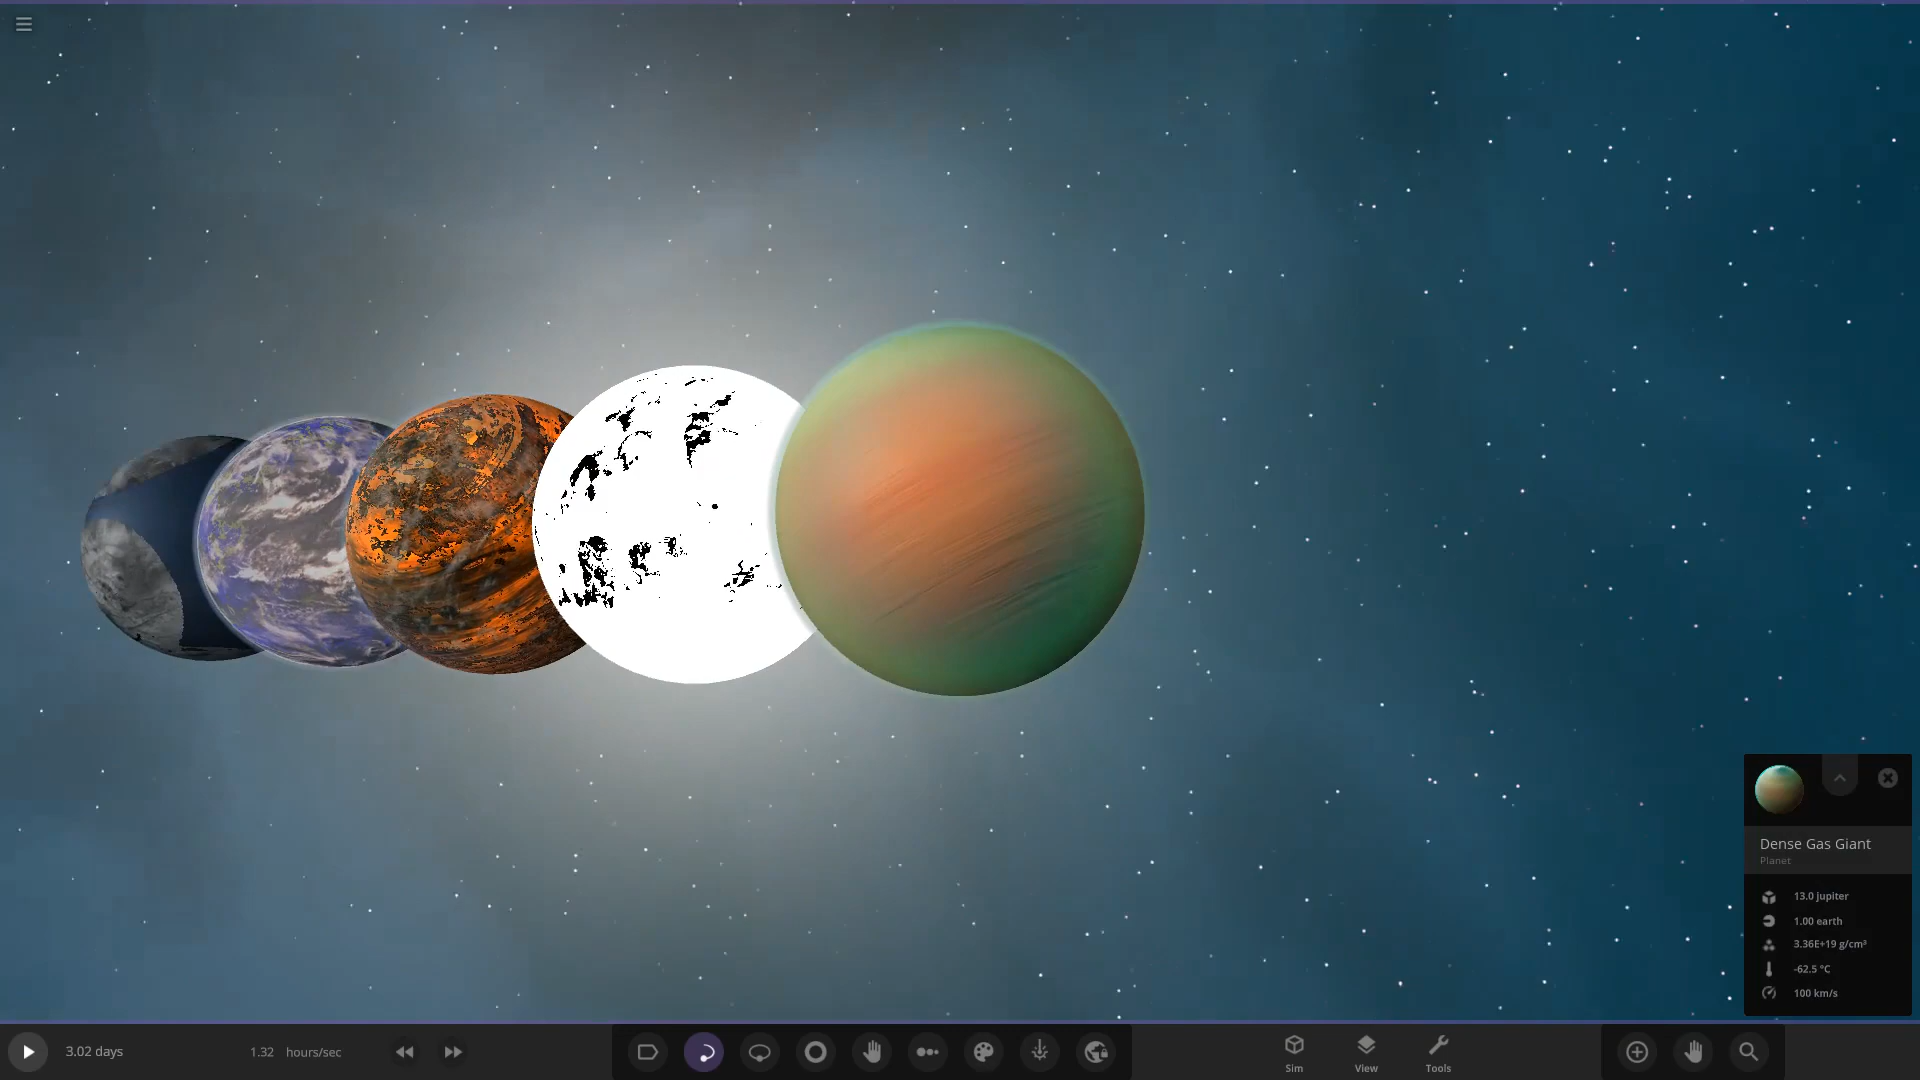 Dense Gas Giant
Planet
13.0 jupiter
1.00 earth
3.36E+19 g/cm³
-62.5 °C
100 km/s
3.02 days
1.32 hours/sec
Sim
View
Tools